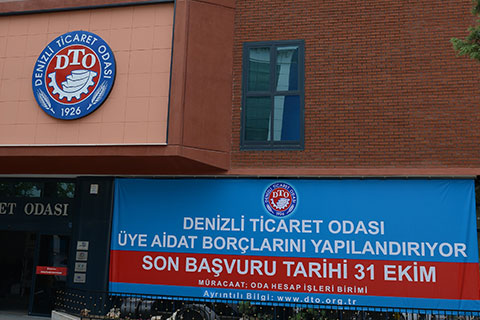 DENİZLİ TİCARET ODASI
DTO
1926
ET ODASI
DTO
DENİZLİ TİCARET ODASI
ÜYE AİDAT BORÇLARINI YAPILANDIRIYOR
SON BAŞVURU TARİHİ 31 EKİM
MÜRACAAT; ODA HESAP İŞLERİ BİRİMİ
Ayrıntılı Bilgi: www.dto.org.tr